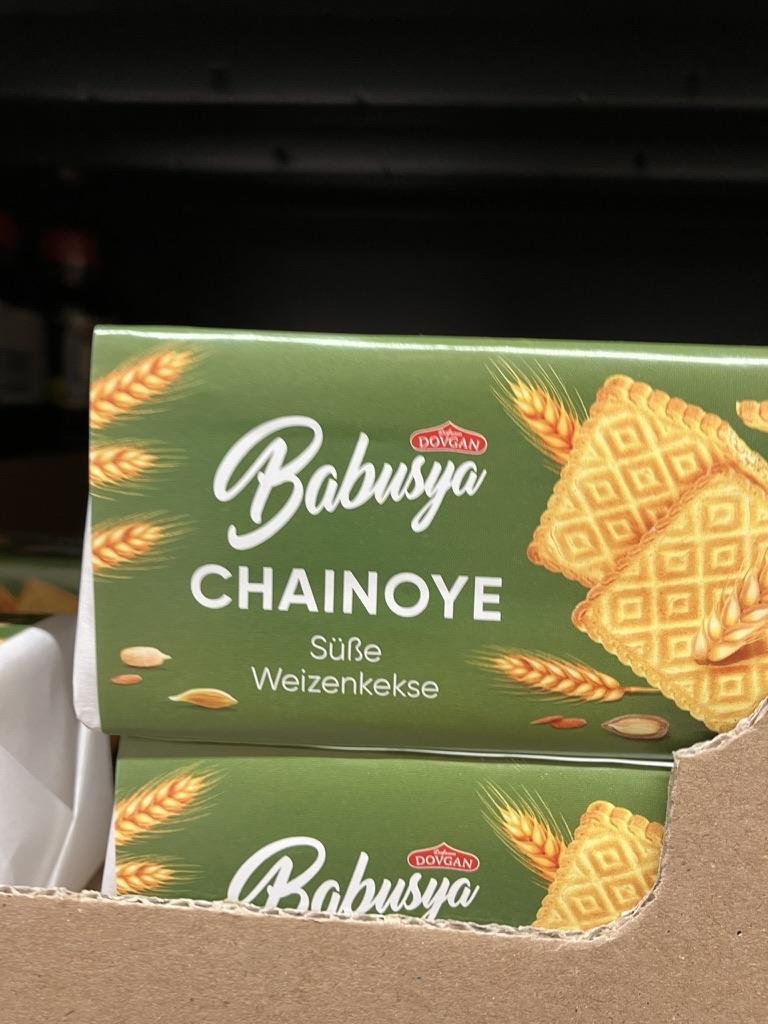 DOVGAN
Babusya
CHAINOYE
Süße
Weizenkekse
DOVGAN
Babusya